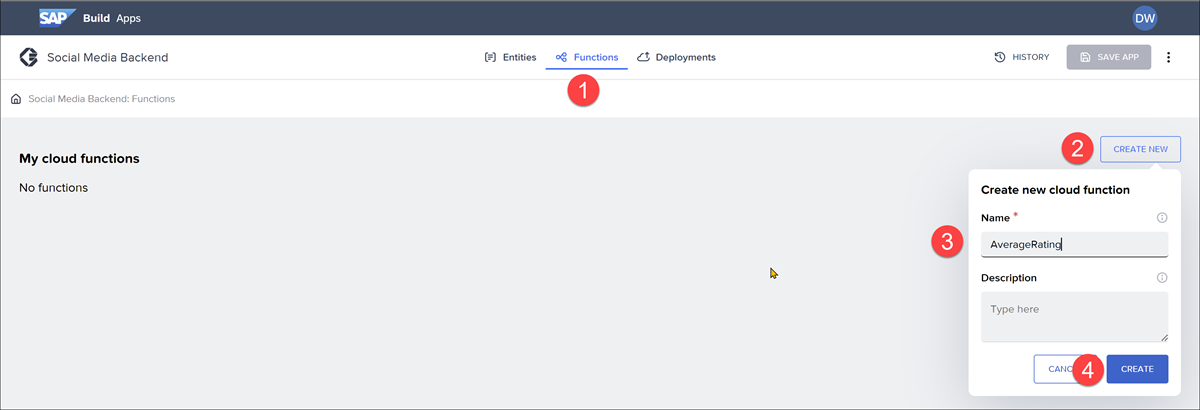 SAP Build Apps DW
Social Media Backend Entities Functions Deployments HISTORY SAVE APP
1
Social Media Backend: Functions
My cloud functions 2 CREATE NEW
No functions
Create new cloud function
Name *
3 AverageRating
Description
Type here
4 CREATE